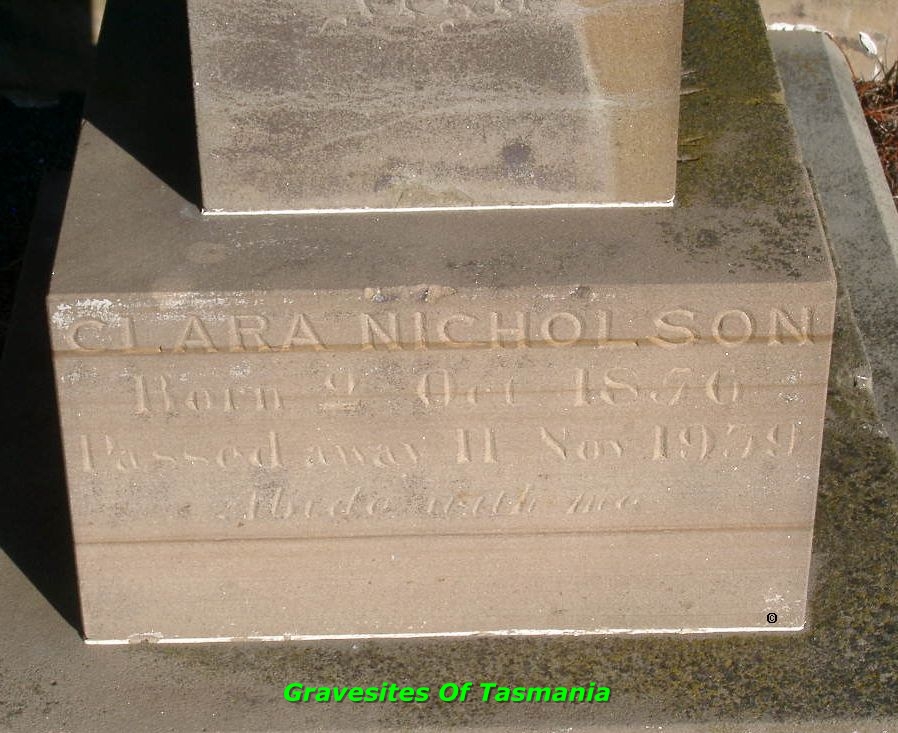 CLARA NICHOLSON
Born 2 Oct 1856
Passed away 11 Nov 1939
Abide with me
Gravesites Of Tasmania
©